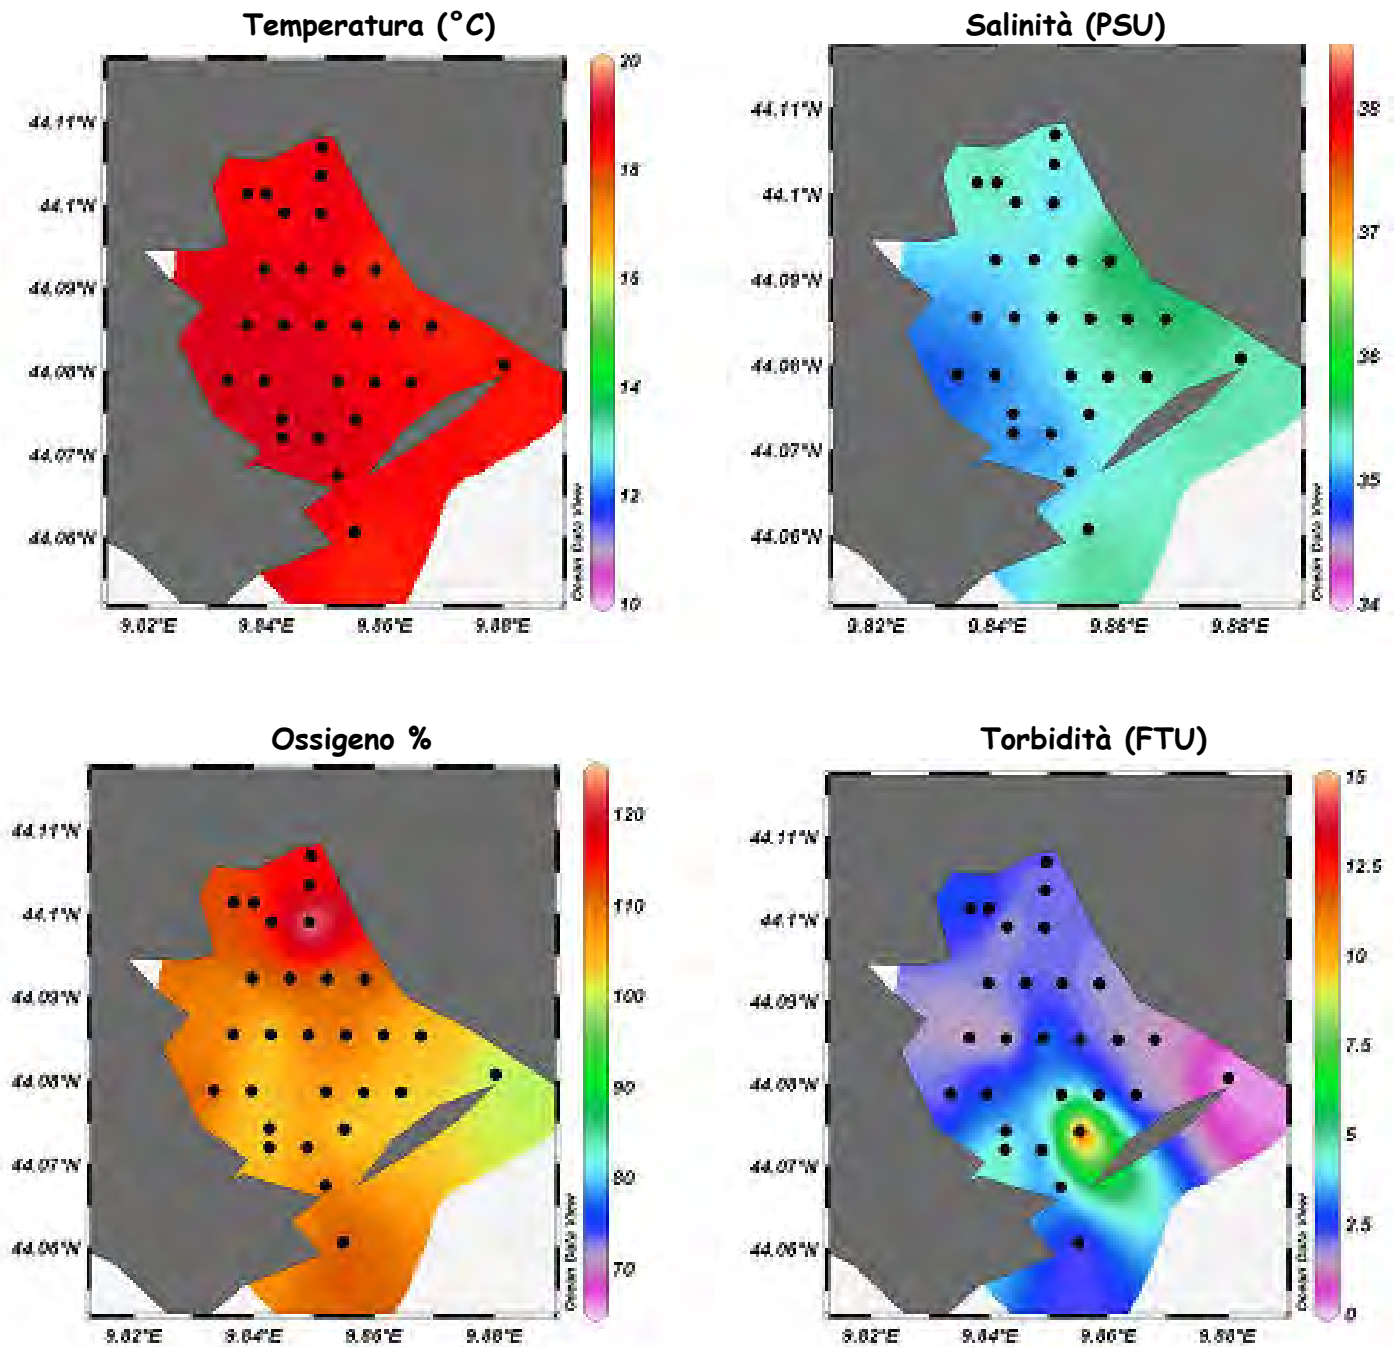 Temperatura (°C)
Salinità (PSU)
44.11°N
44.1°N
44.09°N
44.08°N
44.07°N
44.06°N
9.82°E 9.84°E 9.86°E 9.88°E
20
18
16
14
12
10
Ocean Data View
44.11°N
44.1°N
44.09°N
44.08°N
44.07°N
44.06°N
9.82°E 9.84°E 9.86°E 9.88°E
38
37
36
35
34
Ocean Data View
Ossigeno %
Torbidità (FTU)
44.11°N
44.1°N
44.09°N
44.08°N
44.07°N
44.06°N
9.82°E 9.84°E 9.86°E 9.88°E
120
110
100
90
80
70
Ocean Data View
44.11°N
44.1°N
44.09°N
44.08°N
44.07°N
44.06°N
9.82°E 9.84°E 9.86°E 9.88°E
15
12.5
10
7.5
5
2.5
0
Ocean Data View